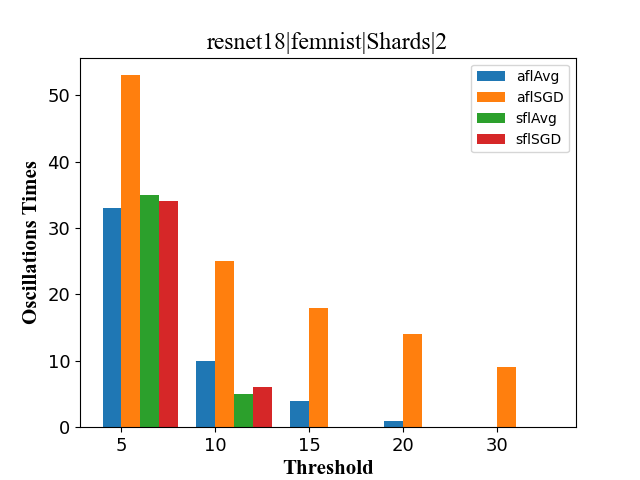 resnet18|femnist|Shards|2
aflAvg
aflSGD
sflAvg
sflSGD
Oscillations Times
50
40
30
20
10
0
5 10 15 20 30
Threshold